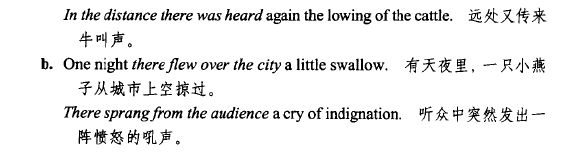 In the distance there was heard again the lowing of the cattle. 远处又传来
牛叫声。
b. One night there flew over the city a little swallow. 有天夜里，一只小燕
子从城市上空掠过。
There sprang from the audience a cry of indignation. 听众中突然发出一
阵愤怒的吼声。